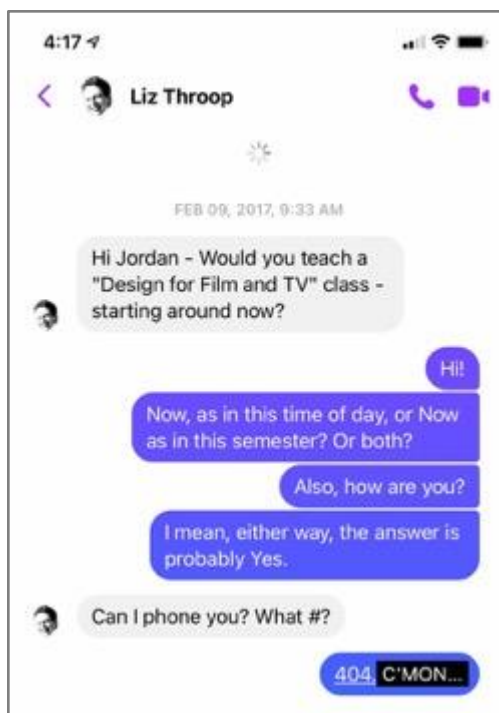 4:17
Liz Throop
FEB 09, 2017, 9:33 AM
Hi Jordan - Would you teach a
"Design for Film and TV" class -
starting around now?
Hi!
Now, as in this time of day, or Now
as in this semester? Or both?
Also, how are you?
I mean, either way, the answer is
probably Yes.
Can I phone you? What #?
404. C'MON...